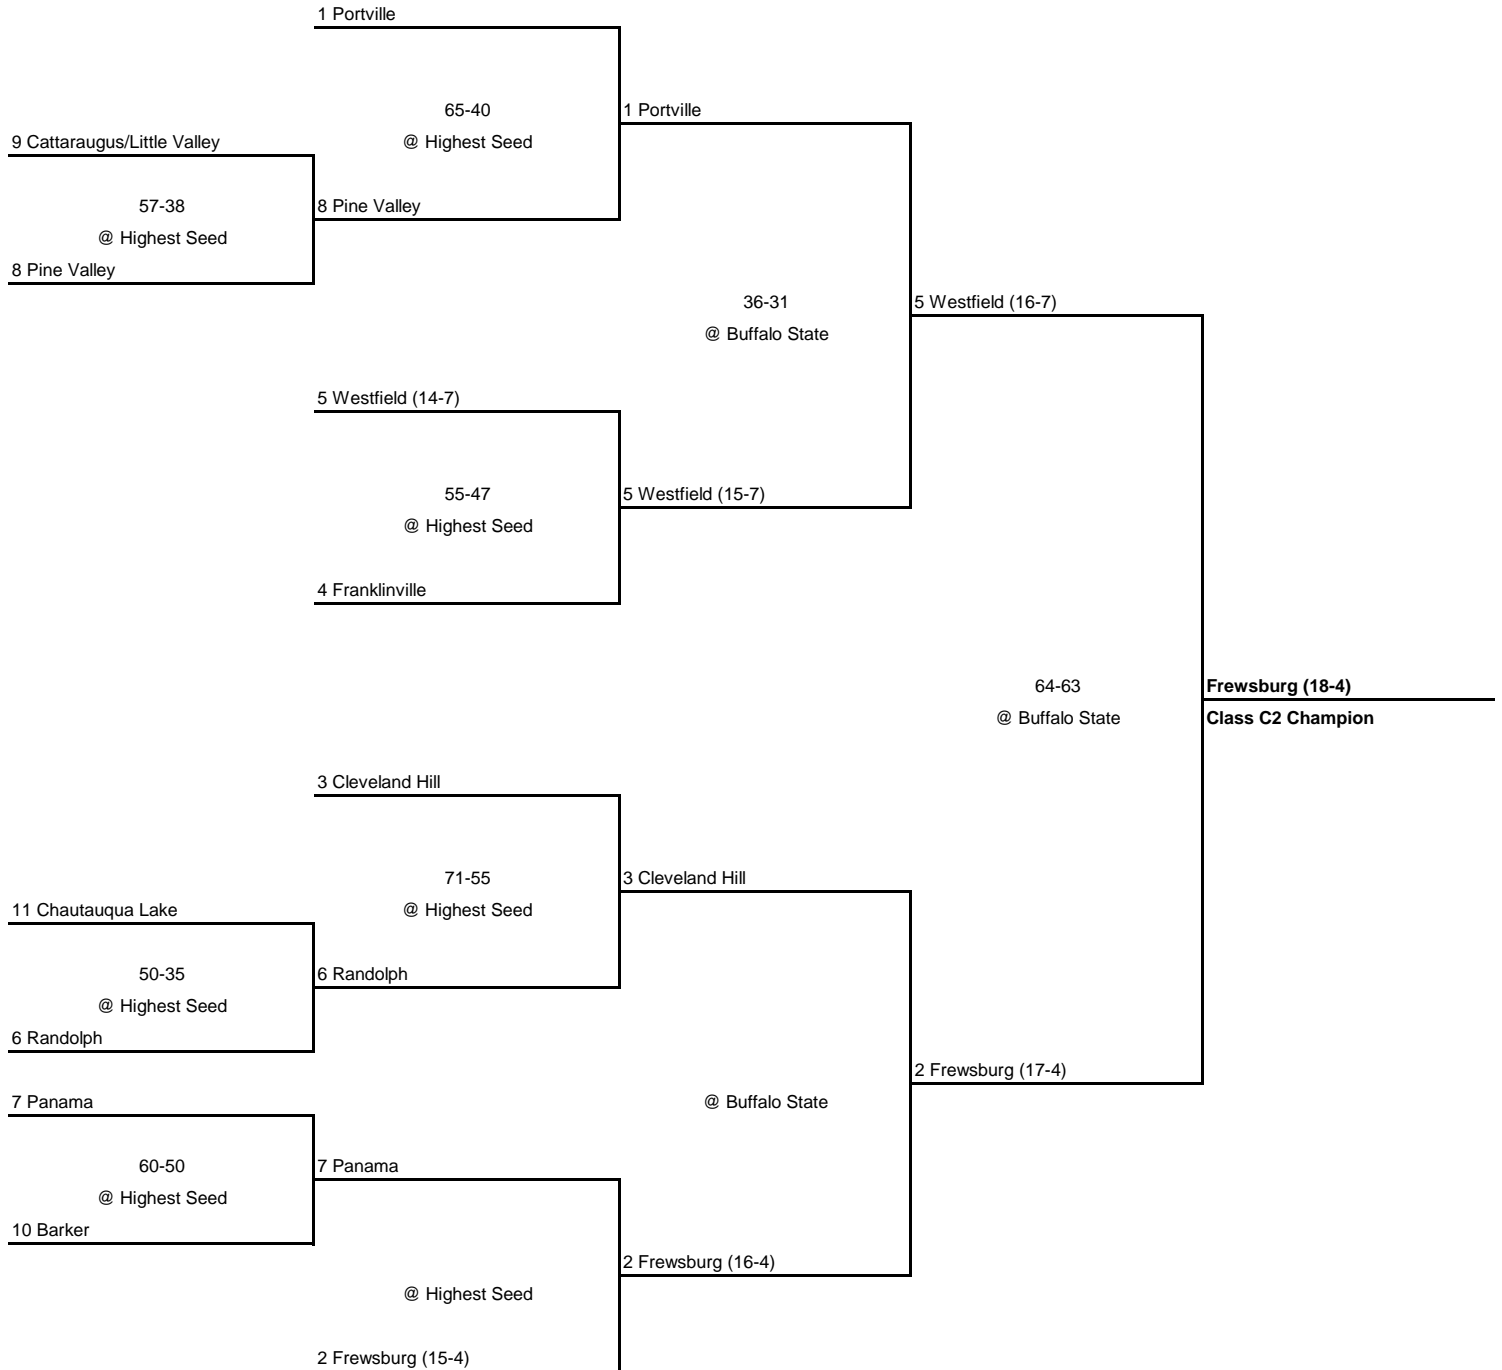 1 Portville
65-40
1 Portville
9 Cattaraugus/Little Valley
@ Highest Seed
57-38
8 Pine Valley
@ Highest Seed
8 Pine Valley
36-31
5 Westfield (16-7)
@ Buffalo State
5 Westfield (14-7)
55-47
5 Westfield (15-7)
@ Highest Seed
4 Franklinville
64-63
Frewsburg (18-4)
@ Buffalo State
Class C2 Champion
3 Cleveland Hill
71-55
3 Cleveland Hill
11 Chautauqua Lake
@ Highest Seed
50-35
6 Randolph
@ Highest Seed
6 Randolph
2 Frewsburg (17-4)
7 Panama
@ Buffalo State
60-50
7 Panama
@ Highest Seed
10 Barker
2 Frewsburg (16-4)
@ Highest Seed
2 Frewsburg (15-4)